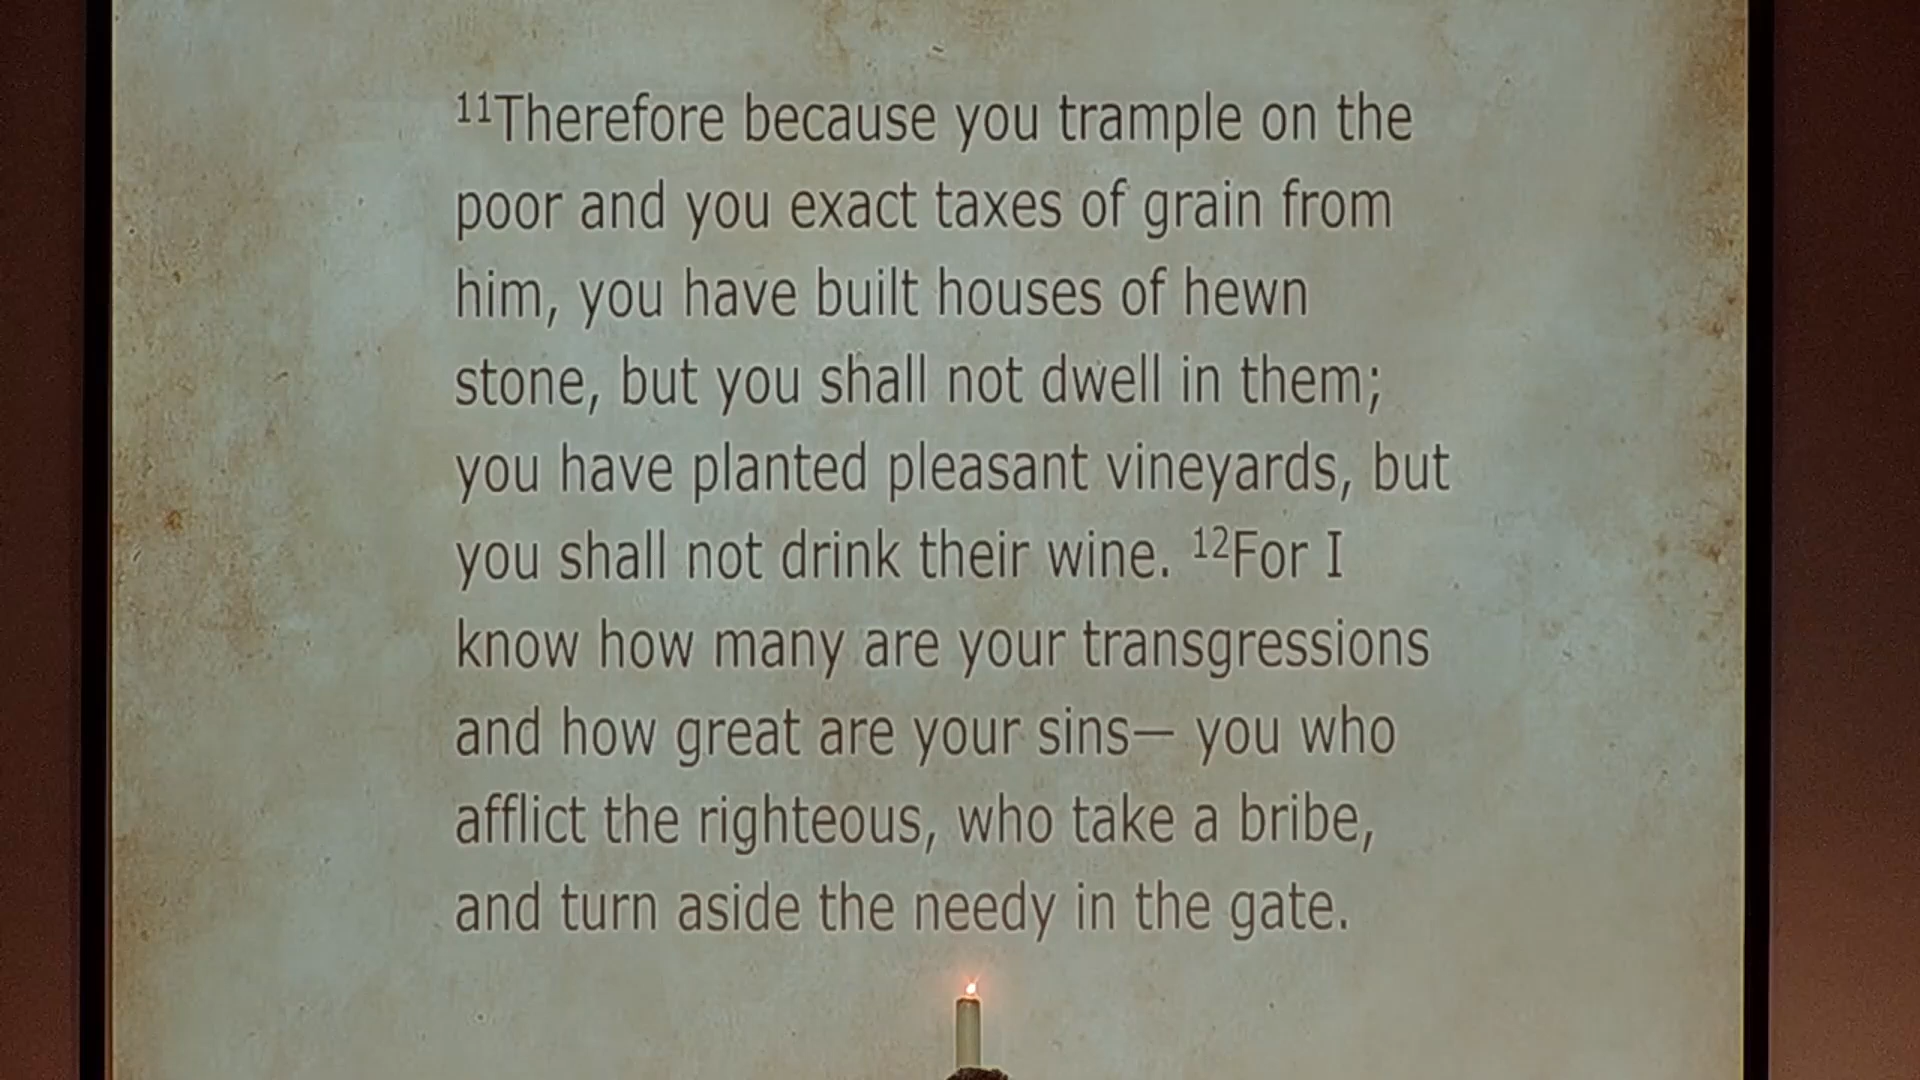 ¹¹Therefore because you trample on the
poor and you exact taxes of grain from
him, you have built houses of hewn
stone, but you shall not dwell in them;
you have planted pleasant vineyards, but
you shall not drink their wine. ¹²For I
know how many are your transgressions
and how great are your sins— you who
afflict the righteous, who take a bribe,
and turn aside the needy in the gate.